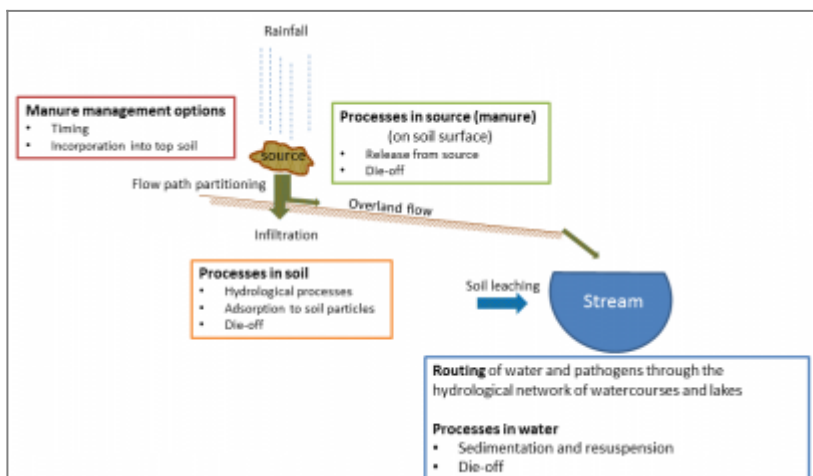 Rainfall
Manure management options
• Timing
• Incorporation into top soil
Processes in source (manure)
(on soil surface)
• Release from source
• Die-off
source
Flow path partitioning
Overland flow
Infiltration
Processes in soil
• Hydrological processes
• Adsorption to soil particles
• Die-off
Soil leaching
Stream
Routing of water and pathogens through the
hydrological network of watercourses and lakes
Processes in water
• Sedimentation and resuspension
• Die-off